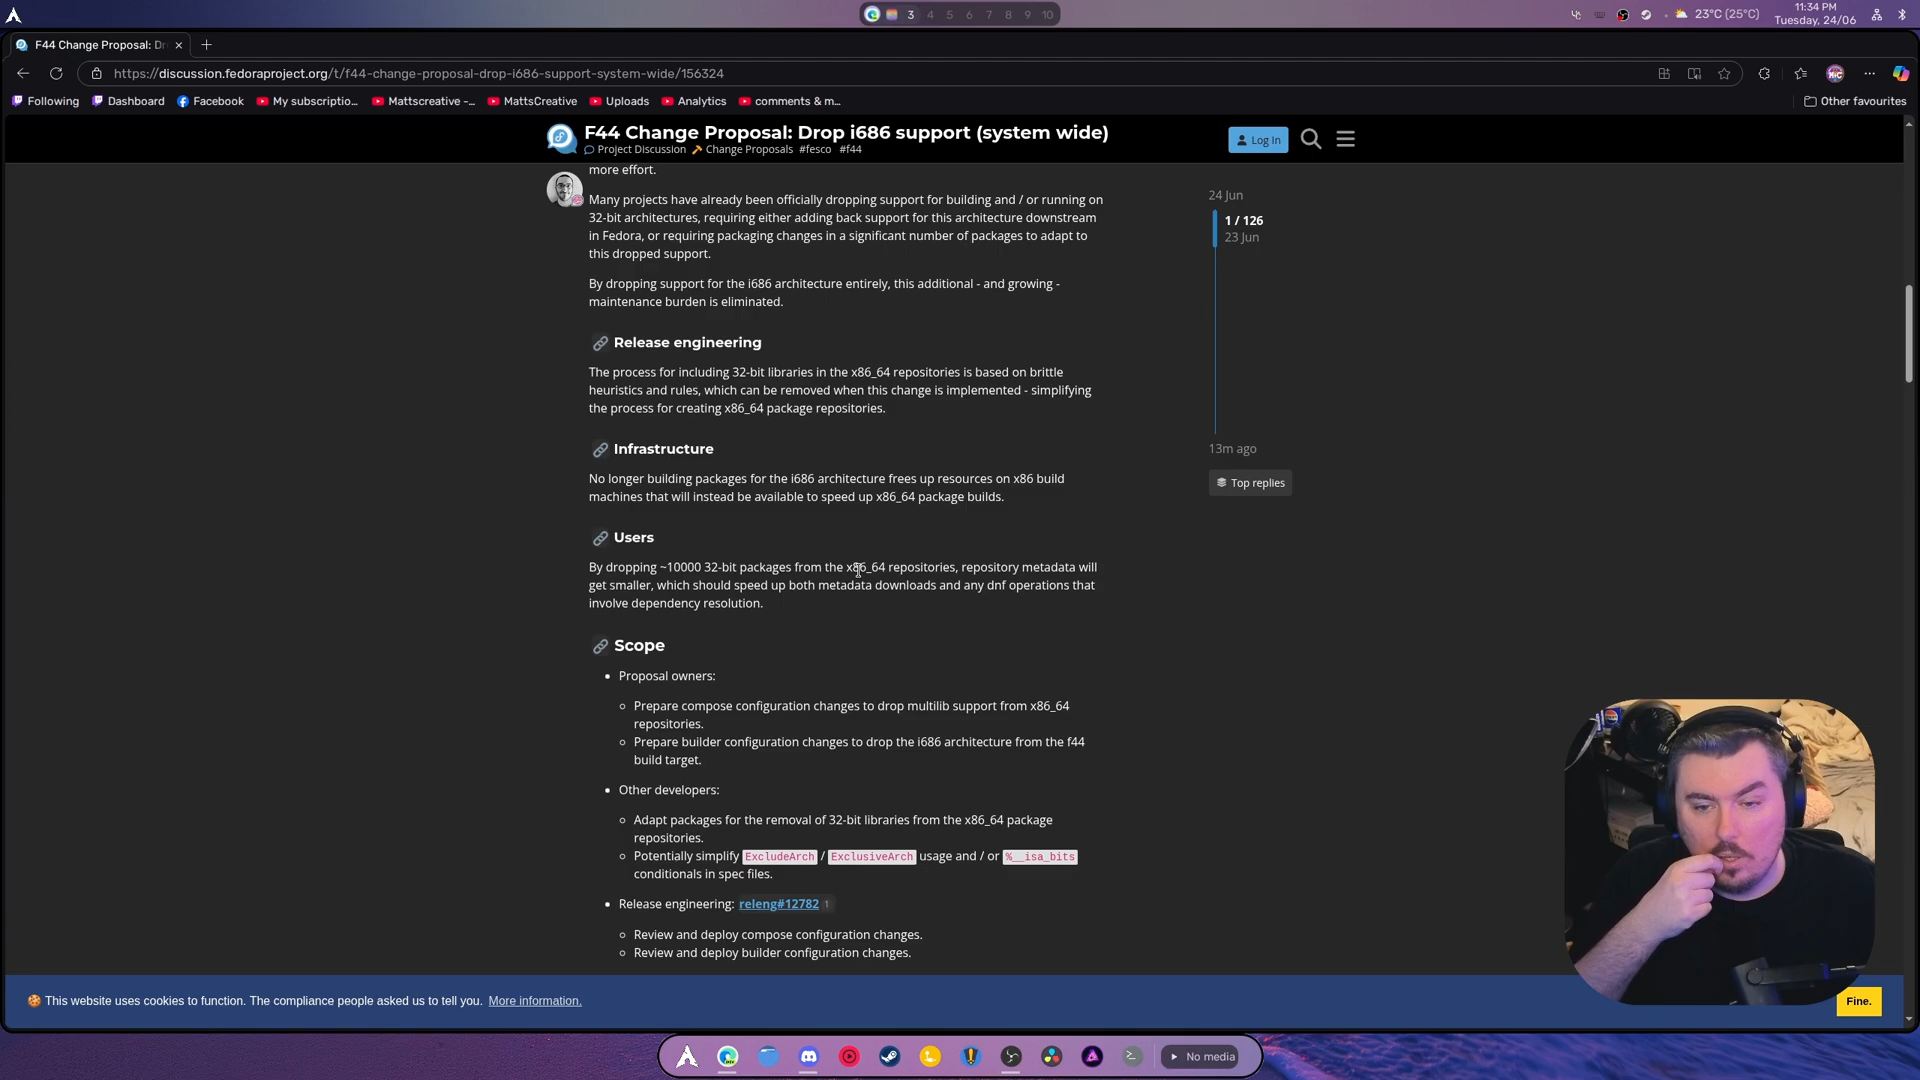 3 4 5 6 7 8 9 10
23°C (25°C)
11:34 PM
Tuesday, 24/06
F44 Change Proposal: Dr
https://discussion.fedoraproject.org/t/f44-change-proposal-drop-i686-support-system-wide/156324
Following
Dashboard
Facebook
My subscriptio...
Mattscreative -...
MattsCreative
Uploads
Analytics
comments & m...
Other favourites
F44 Change Proposal: Drop i686 support (system wide)
Project Discussion Change Proposals #fesco #f44
Log In
more effort.
Many projects have already been officially dropping support for building and / or running on
32-bit architectures, requiring either adding back support for this architecture downstream
in Fedora, or requiring packaging changes in a significant number of packages to adapt to
this dropped support.
By dropping support for the i686 architecture entirely, this additional - and growing -
maintenance burden is eliminated.
24 Jun
1 / 126
23 Jun
13m ago
Top replies
Release engineering
The process for including 32-bit libraries in the x86_64 repositories is based on brittle
heuristics and rules, which can be removed when this change is implemented - simplifying
the process for creating x86_64 package repositories.
Infrastructure
No longer building packages for the i686 architecture frees up resources on x86 build
machines that will instead be available to speed up x86_64 package builds.
Users
By dropping ~10000 32-bit packages from the x86_64 repositories, repository metadata will
get smaller, which should speed up both metadata downloads and any dnf operations that
involve dependency resolution.
Scope
• Proposal owners:
Prepare compose configuration changes to drop multilib support from x86_64
repositories.
Prepare builder configuration changes to drop the i686 architecture from the f44
build target.
• Other developers:
Adapt packages for the removal of 32-bit libraries from the x86_64 package
repositories.
Potentially simplify ExcludeArch / ExclusiveArch usage and / or %__isa_bits
conditionals in spec files.
• Release engineering: releng#12782 1
Review and deploy compose configuration changes.
Review and deploy builder configuration changes.
This website uses cookies to function. The compliance people asked us to tell you. More information.
Fine.
No media